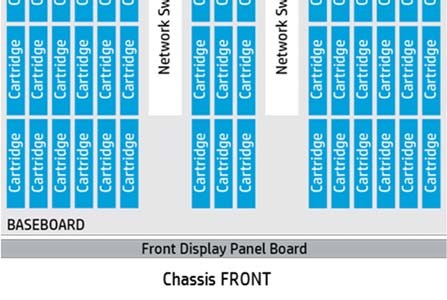 Cartridge Cartridge Cartridge Cartridge Cartridge Cartridge Network Sw Cartridge Cartridge Cartridge Network Sw Cartridge Cartridge Cartridge Cartridge Cartridge Cartridge
Cartridge Cartridge Cartridge Cartridge Cartridge Cartridge Cartridge Cartridge Cartridge Cartridge Cartridge Cartridge Cartridge Cartridge Cartridge
BASEBOARD
Front Display Panel Board
Chassis FRONT